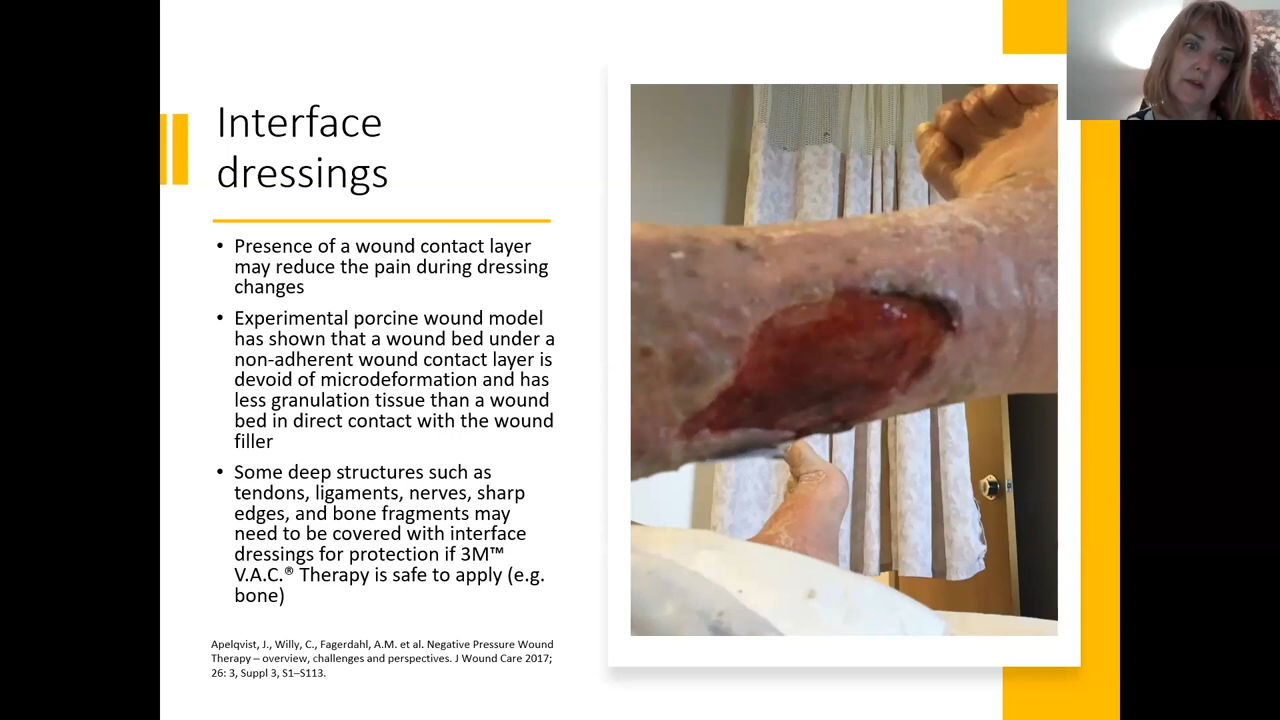 Interface
dressings
• Presence of a wound contact layer
may reduce the pain during dressing
changes
• Experimental porcine wound model
has shown that a wound bed under a
non-adherent wound contact layer is
devoid of microdeformation and has
less granulation tissue than a wound
bed in direct contact with the wound
filler
• Some deep structures such as
tendons, ligaments, nerves, sharp
edges, and bone fragments may
need to be covered with interface
dressings for protection if 3M™
V.A.C.® Therapy is safe to apply (e.g.
bone)
Apelqvist, J., Willy, C., Fagerdahl, A.M. et al. Negative Pressure Wound
Therapy – overview, challenges and perspectives. J Wound Care 2017;
26: 3, Suppl 3, S1–S113.